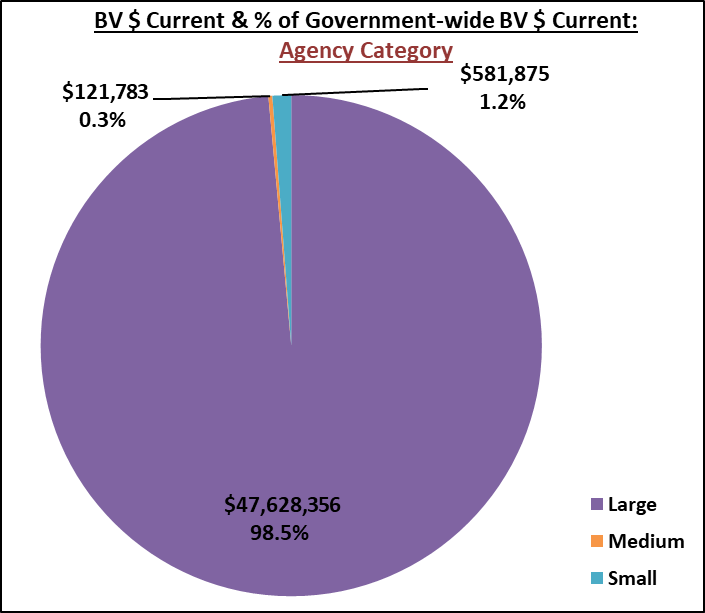 BV $ Current & % of Government-wide BV $ Current:
Agency Category
$121,783
0.3%
$581,875
1.2%
$47,628,356
98.5%
Large
Medium
Small